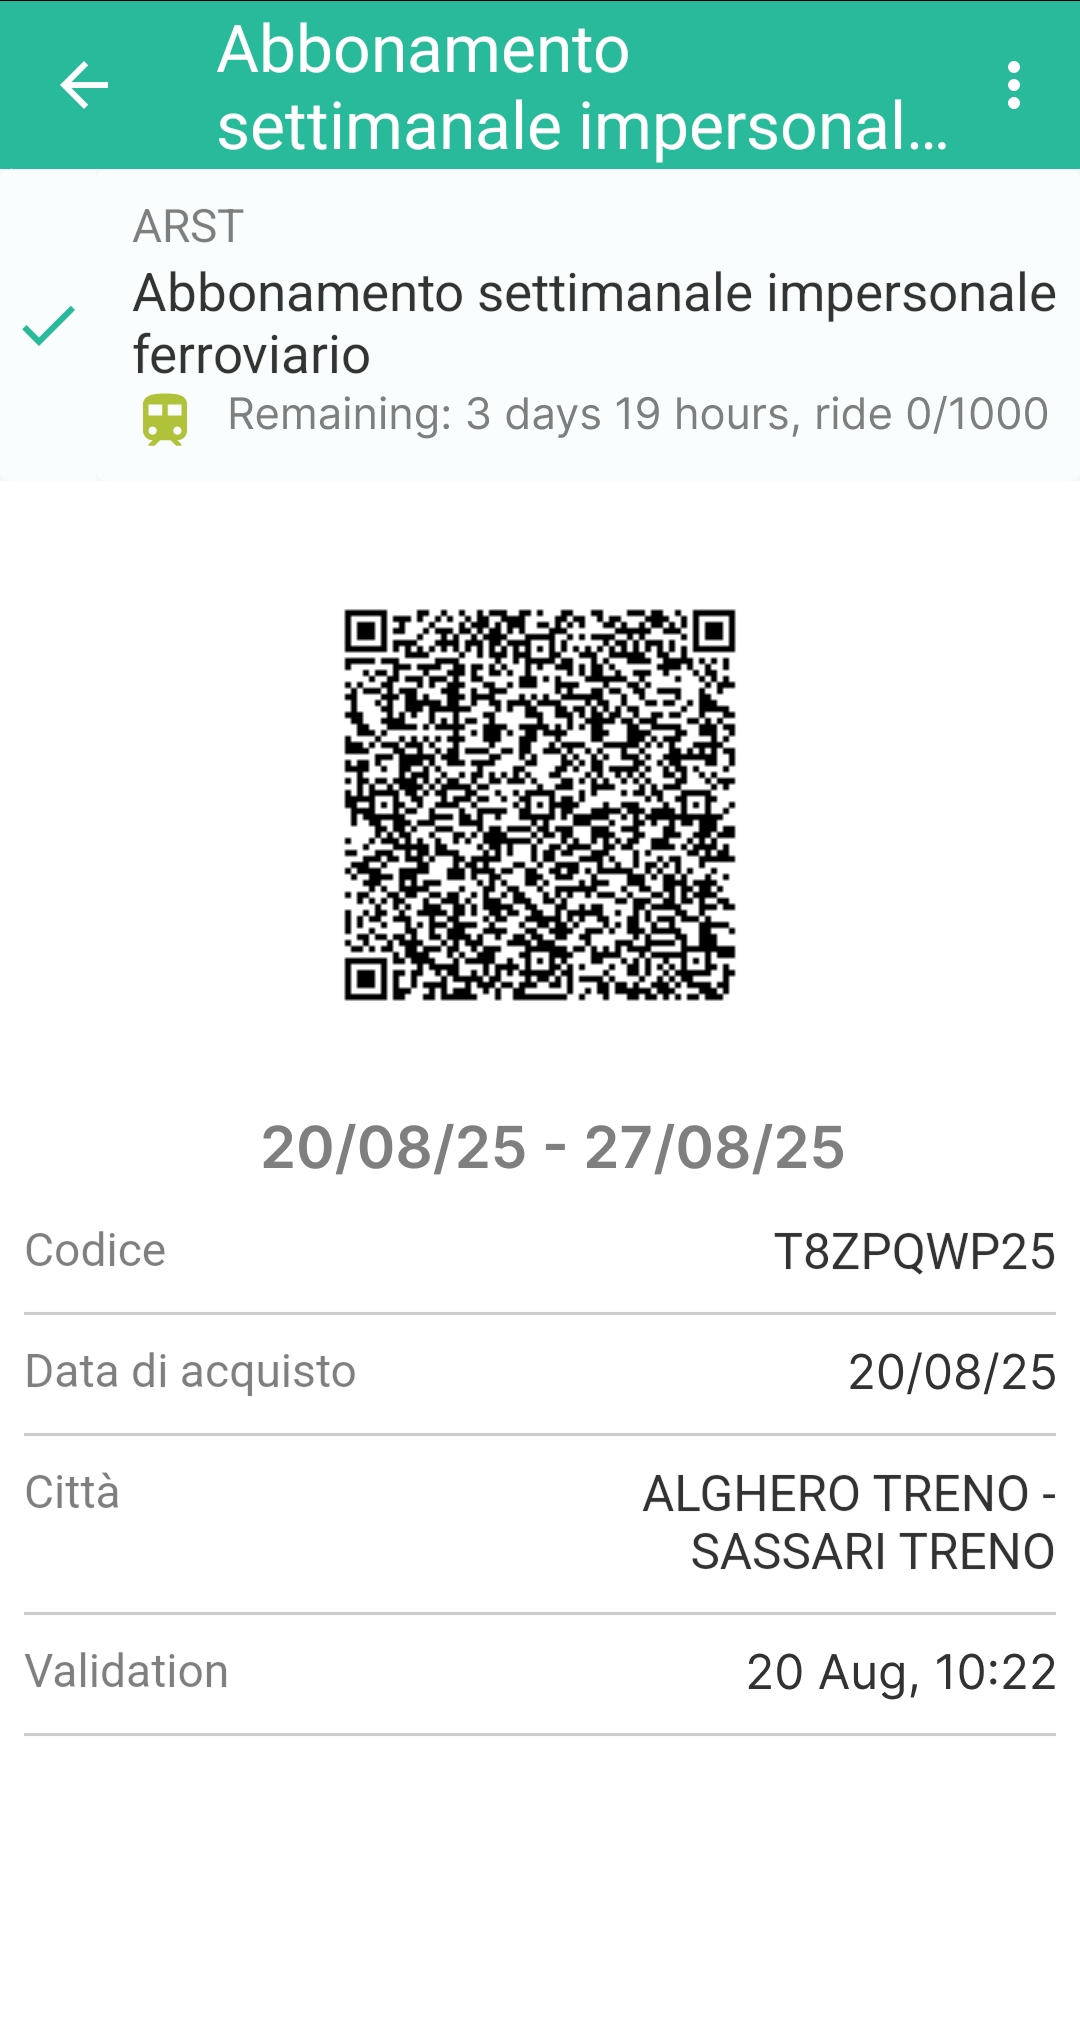 Abbonamento
settimanale impersonal...
ARST
Abbonamento settimanale impersonale
ferroviario
Remaining: 3 days 19 hours, ride 0/1000
20/08/25 - 27/08/25
Codice T8ZPQWP25
Data di acquisto 20/08/25
Città ALGHERO TRENO -
SASSARI TRENO
Validation 20 Aug, 10:22